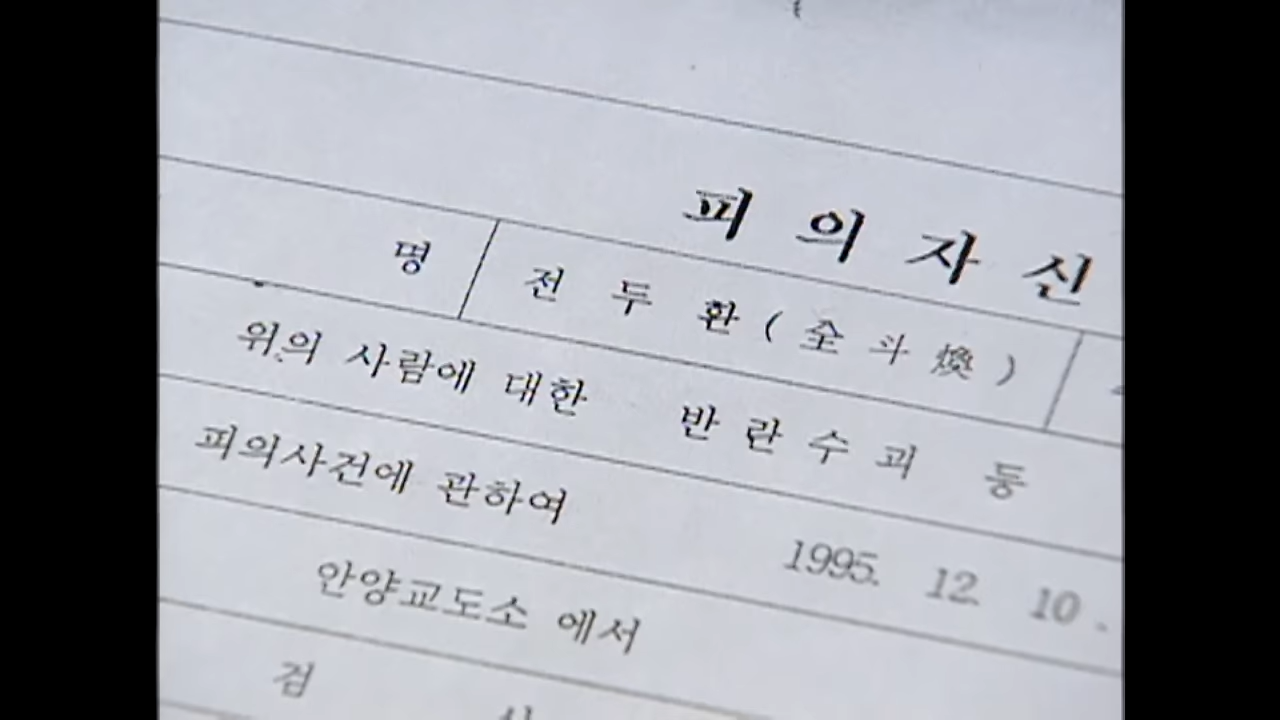 피 의 자 신
명 전 두 환 ( 全 斗 煥 )
위의 사람에 대한 반 란 수 괴 등
피의사건에 관하여 1995. 12. 10 .
안양교도소 에서
검 사